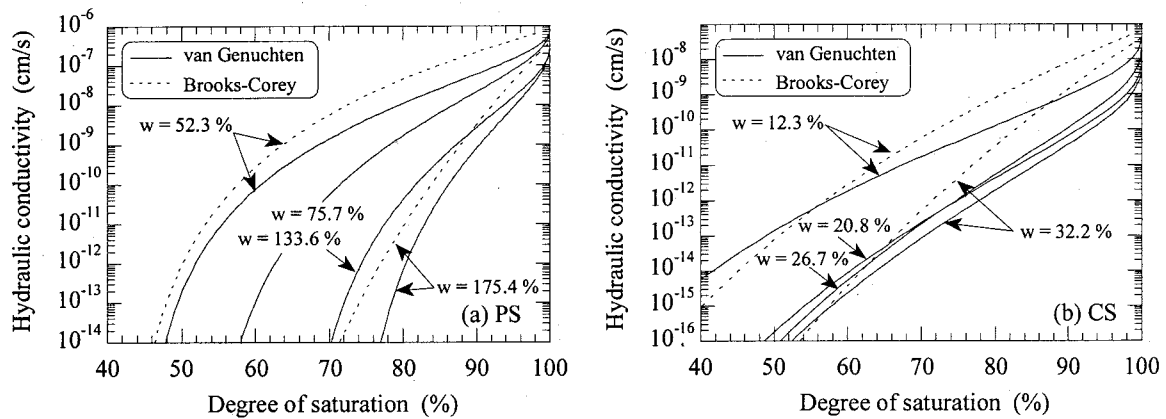 Hydraulic conductivity (cm/s)
10^-6
10^-7
10^-8
10^-9
10^-10
10^-11
10^-12
10^-13
10^-14
van Genuchten
Brooks-Corey
w = 52.3 %
w = 75.7 %
w = 133.6 %
w = 175.4 %
(a) PS
40 50 60 70 80 90 100
Degree of saturation (%)
Hydraulic conductivity (cm/s)
10^-8
10^-9
10^-10
10^-11
10^-12
10^-13
10^-14
10^-15
10^-16
van Genuchten
Brooks-Corey
w = 12.3 %
w = 20.8 %
w = 26.7 %
w = 32.2 %
(b) CS
40 50 60 70 80 90 100
Degree of saturation (%)